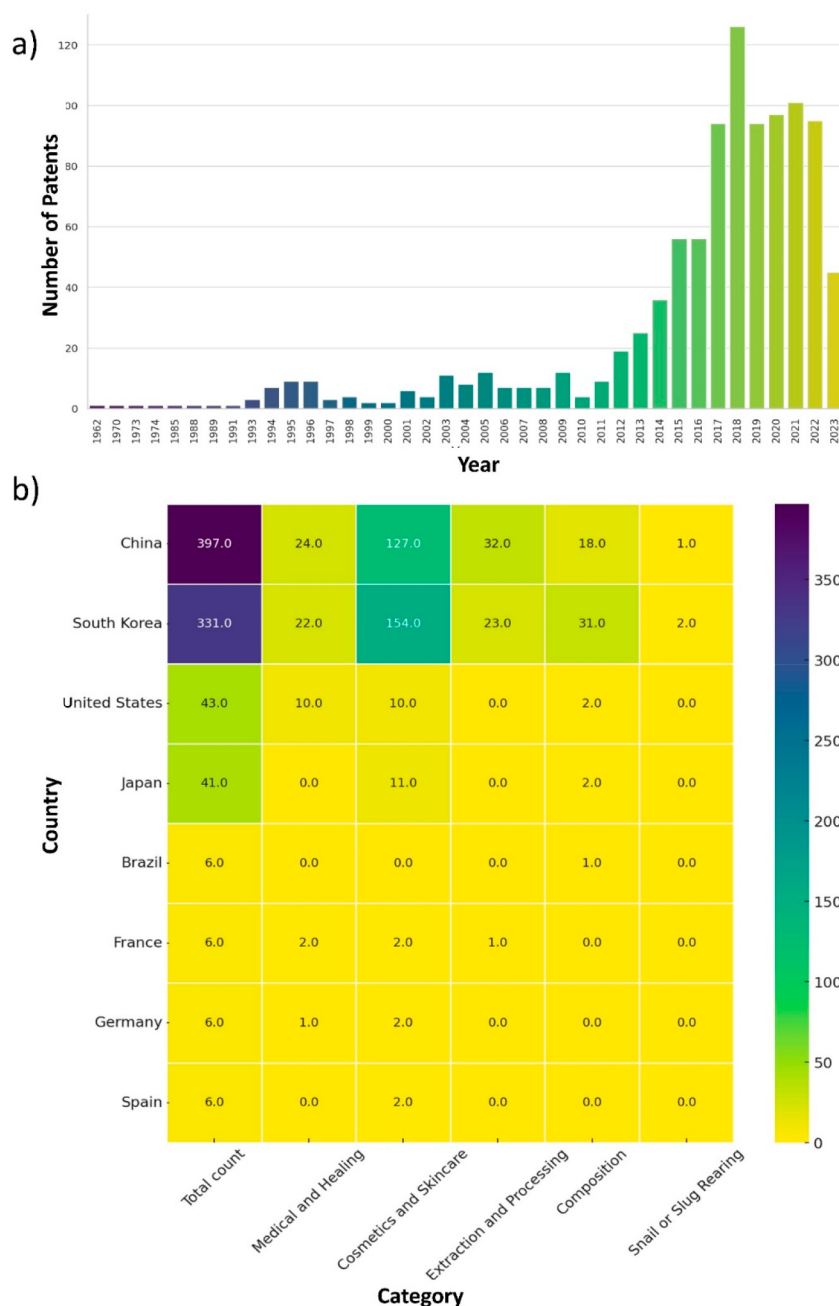 a)
Number of Patents
120
00
80
60
40
20
0
1962 1970 1973 1974 1985 1988 1989 1991 1993 1994 1995 1996 1997 1998 1999 2000 2001 2002 2003 2004 2005 2006 2007 2008 2009 2010 2011 2012 2013 2014 2015 2016 2017 2018 2019 2020 2021 2022 2023
Year
b)
Country
China 397.0 24.0 127.0 32.0 18.0 1.0
South Korea 331.0 22.0 154.0 23.0 31.0 2.0
United States 43.0 10.0 10.0 0.0 2.0 0.0
Japan 41.0 0.0 11.0 0.0 2.0 0.0
Brazil 6.0 0.0 0.0 0.0 1.0 0.0
France 6.0 2.0 2.0 1.0 0.0 0.0
Germany 6.0 1.0 2.0 0.0 0.0 0.0
Spain 6.0 0.0 2.0 0.0 0.0 0.0
Total count
Medical and Healing
Cosmetics and Skincare
Extraction and Processing
Composition
Snail or Slug Rearing
Category
350
300
250
200
150
100
50
0